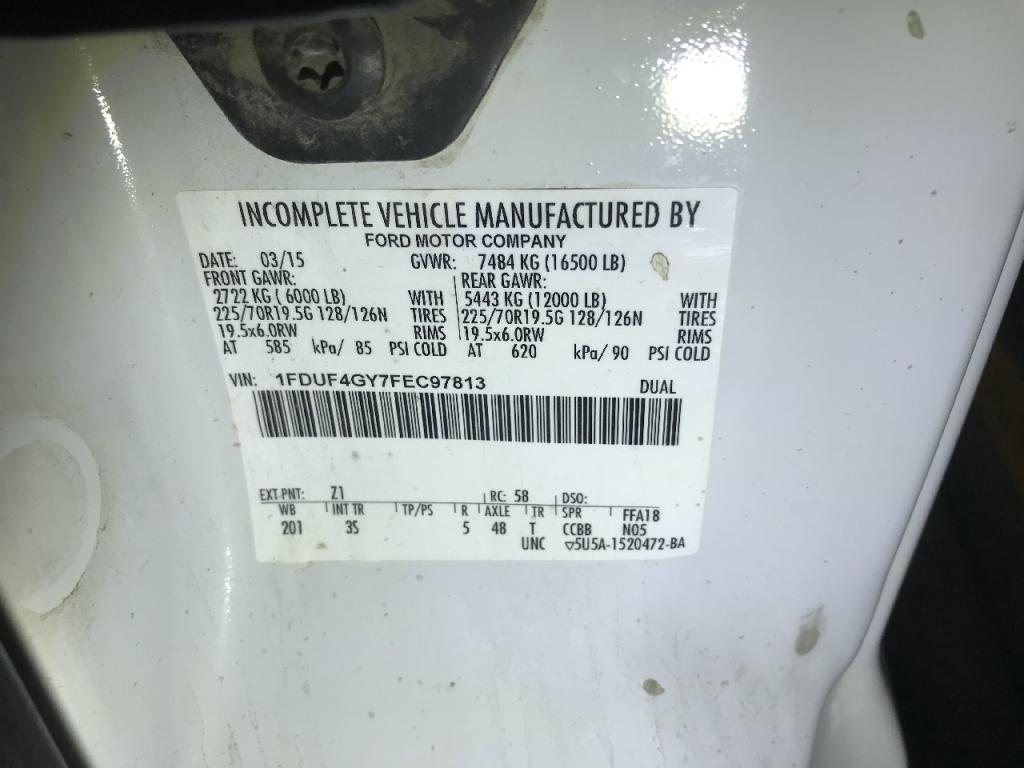 INCOMPLETE VEHICLE MANUFACTURED BY
FORD MOTOR COMPANY
DATE: 03/15 GVWR: 7484 KG (16500 LB)
FRONT GAWR: REAR GAWR:
2722 KG ( 6000 LB) WITH 5443 KG (12000 LB) WITH
225/70R19.5G 128/126N TIRES 225/70R19.5G 128/126N TIRES
19.5x6.0RW RIMS 19.5x6.0RW RIMS
AT 585 kPa/ 85 PSI COLD AT 620 kPa/ 90 PSI COLD
VIN: 1FDUF4GY7FEC97813 DUAL
EXT PNT: Z1 RC: 58 DSO:
WB INT TR TP/PS R AXLE TR SPR FFA18
201 3S 5 48 T CCBB N05
UNC ▽5U5A-1520472-BA